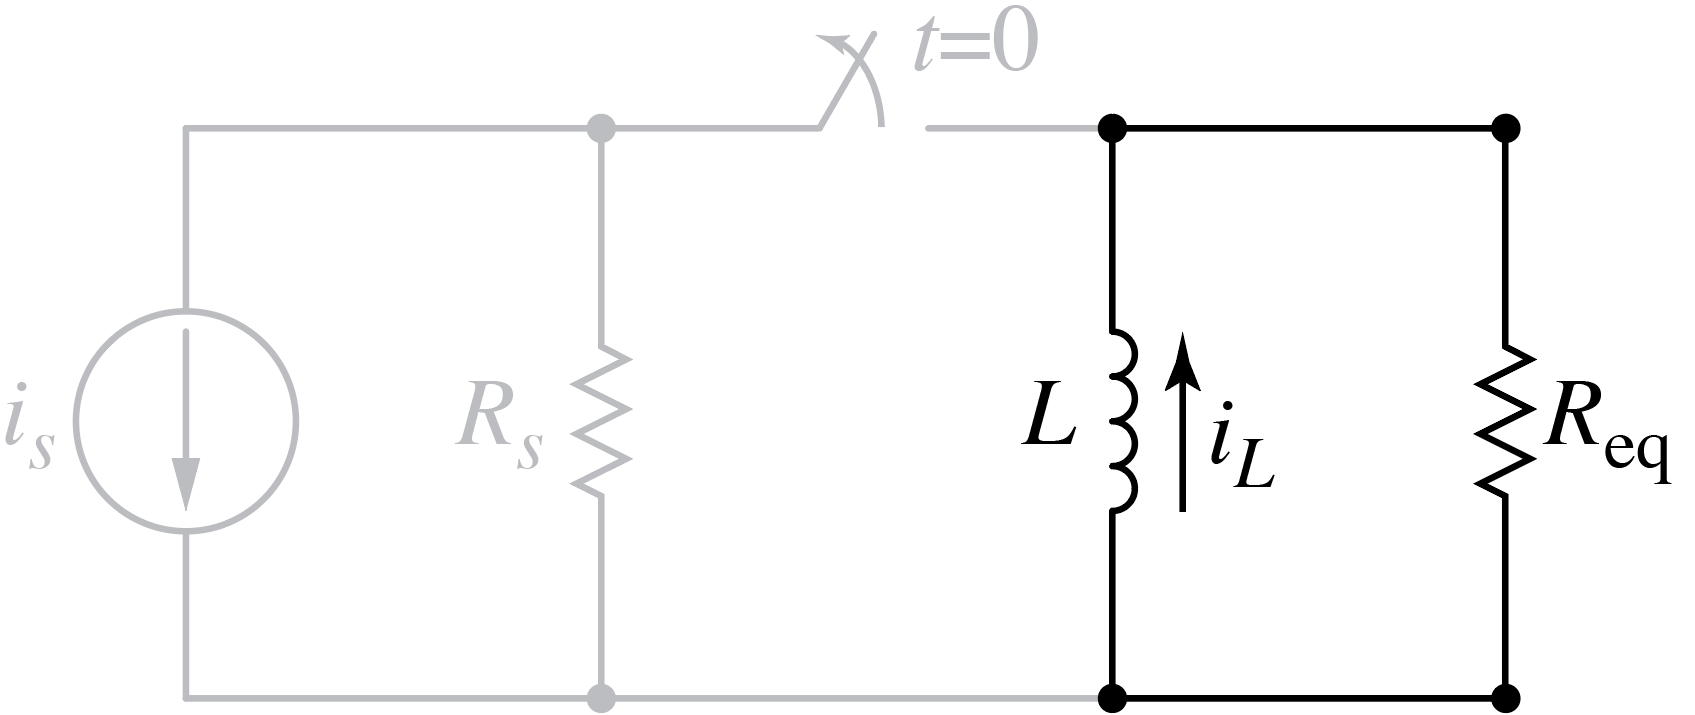 t=0
i_s
R_s
L
i_L
R_eq